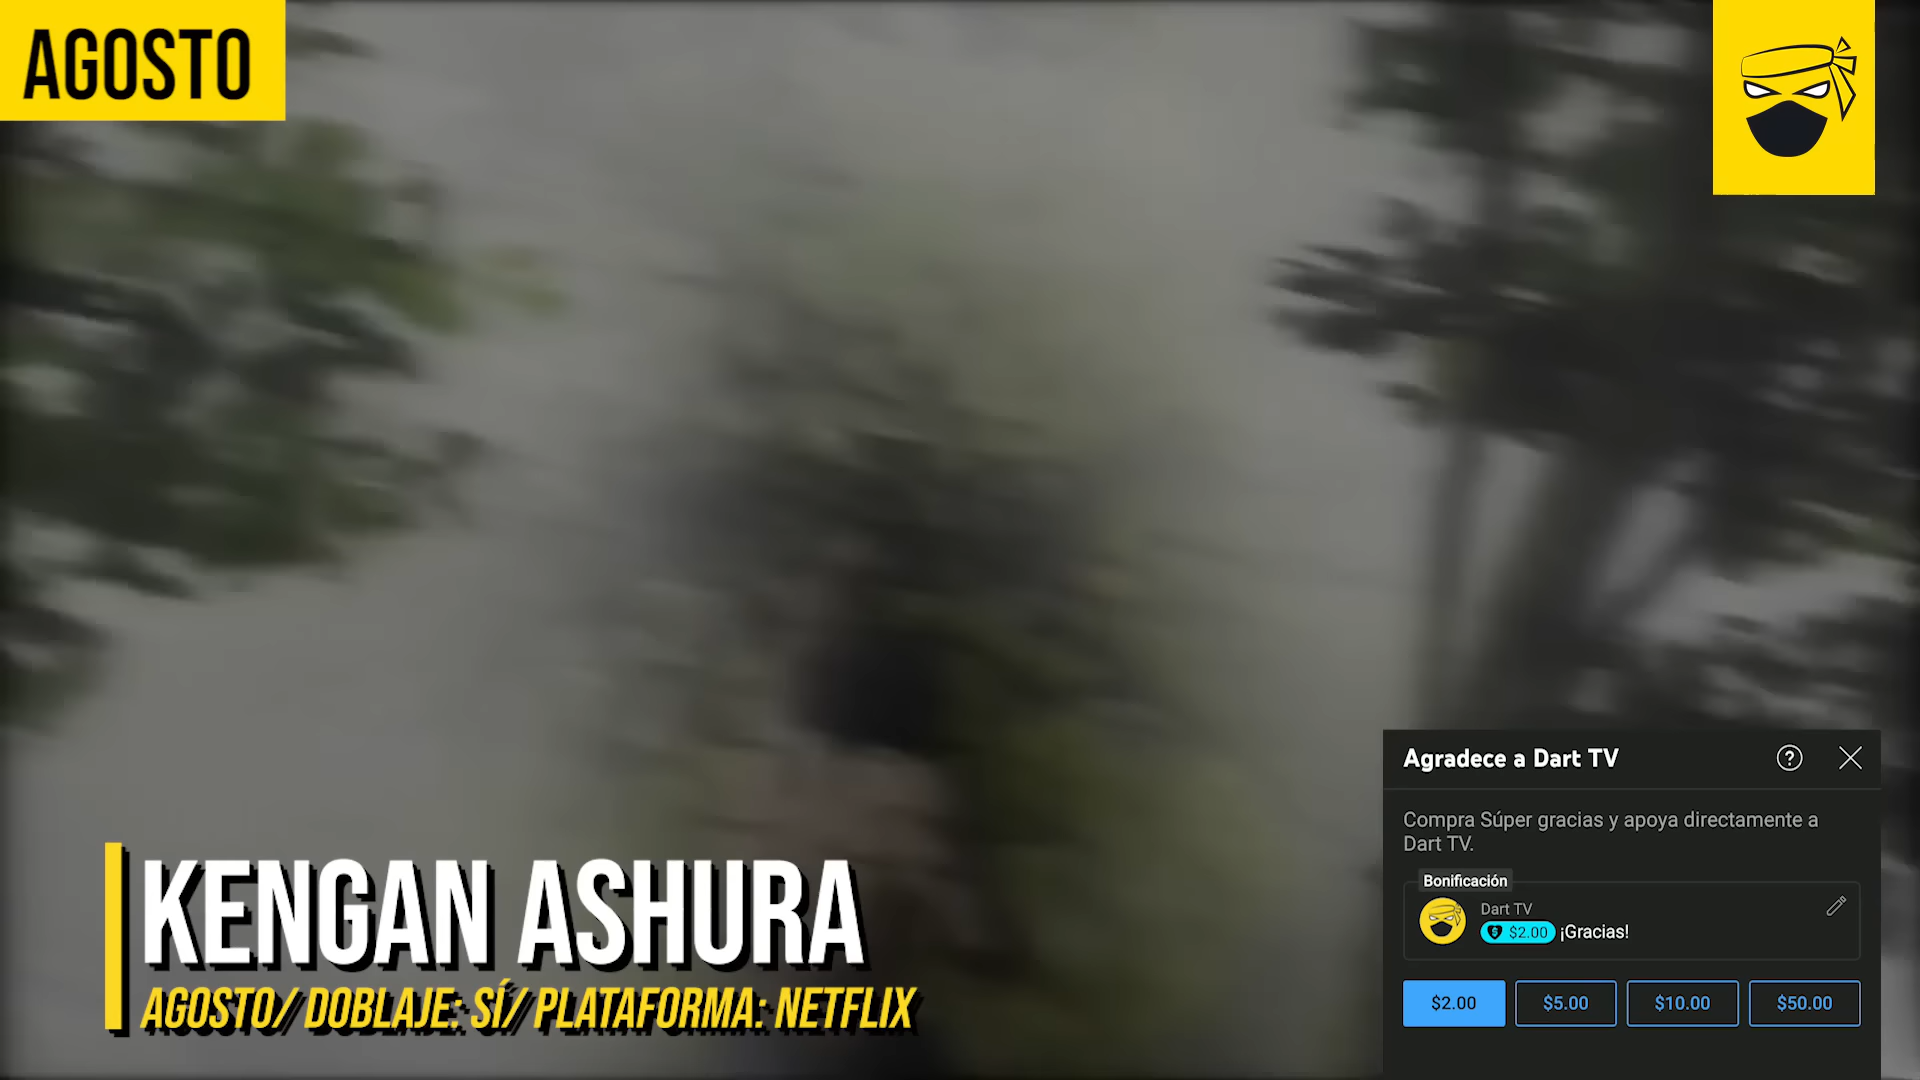 AGOSTO
KENGAN ASHURA
AGOSTO/ DOBLAJE: SÍ/ PLATAFORMA: NETFLIX
Agradece a Dart TV
Compra Súper gracias y apoya directamente a
Dart TV.
Bonificación
Dart TV
$2.00 ¡Gracias!
$2.00 $5.00 $10.00 $50.00